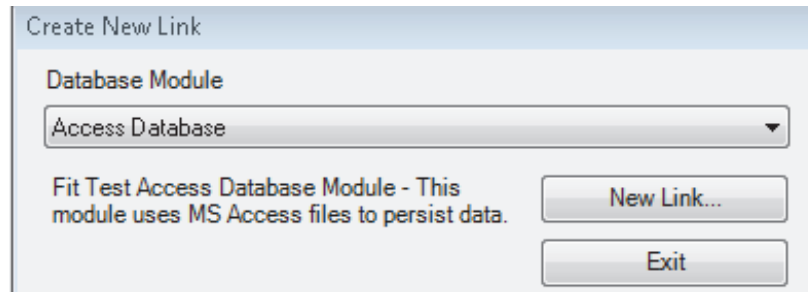 Create New Link
Database Module
Access Database
Fit Test Access Database Module - This
module uses MS Access files to persist data.
New Link...
Exit